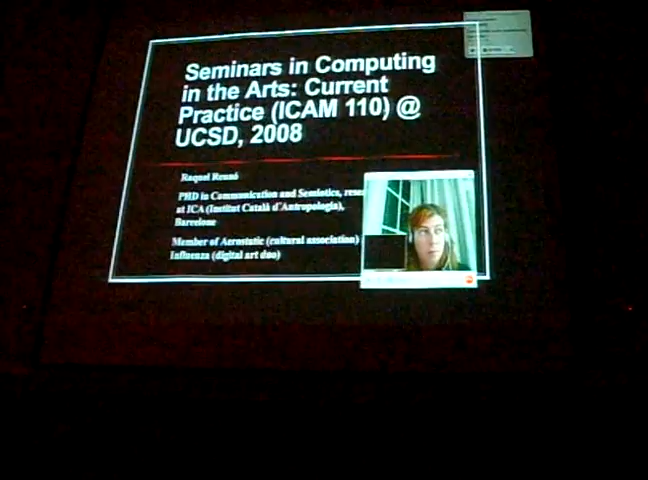 Seminars in Computing
in the Arts: Current
Practice (ICAM 110) @
UCSD, 2008
Raquel Rennó
PHD in Communication and Semiotics,
at ICA (Institut Català d'Antropologia),
Barcelone
Member of Aerostatic (cultural association)
Influenza (digital art duo)